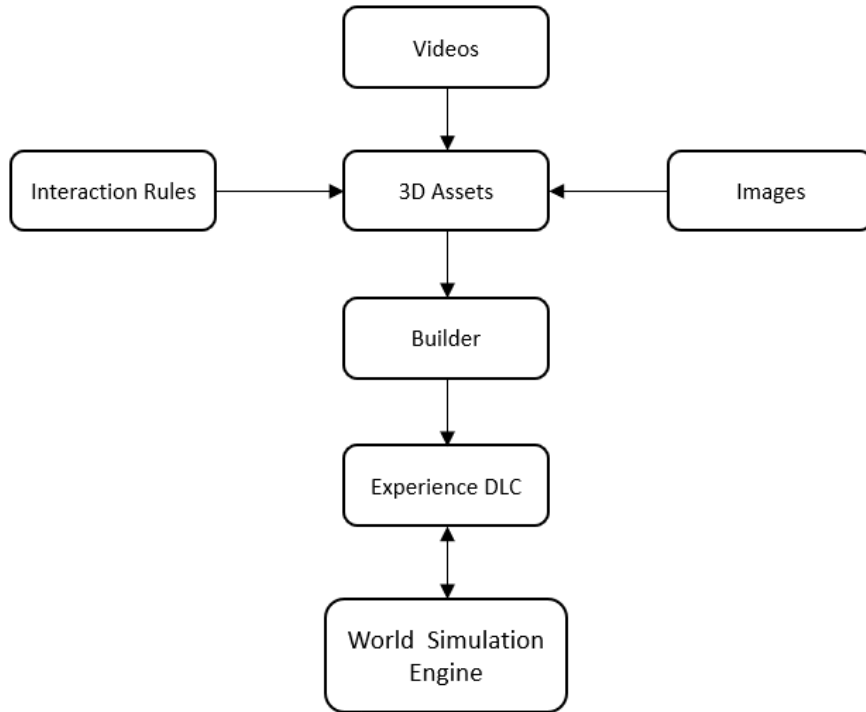 Videos
Interaction Rules
3D Assets
Images
Builder
Experience DLC
World Simulation
Engine